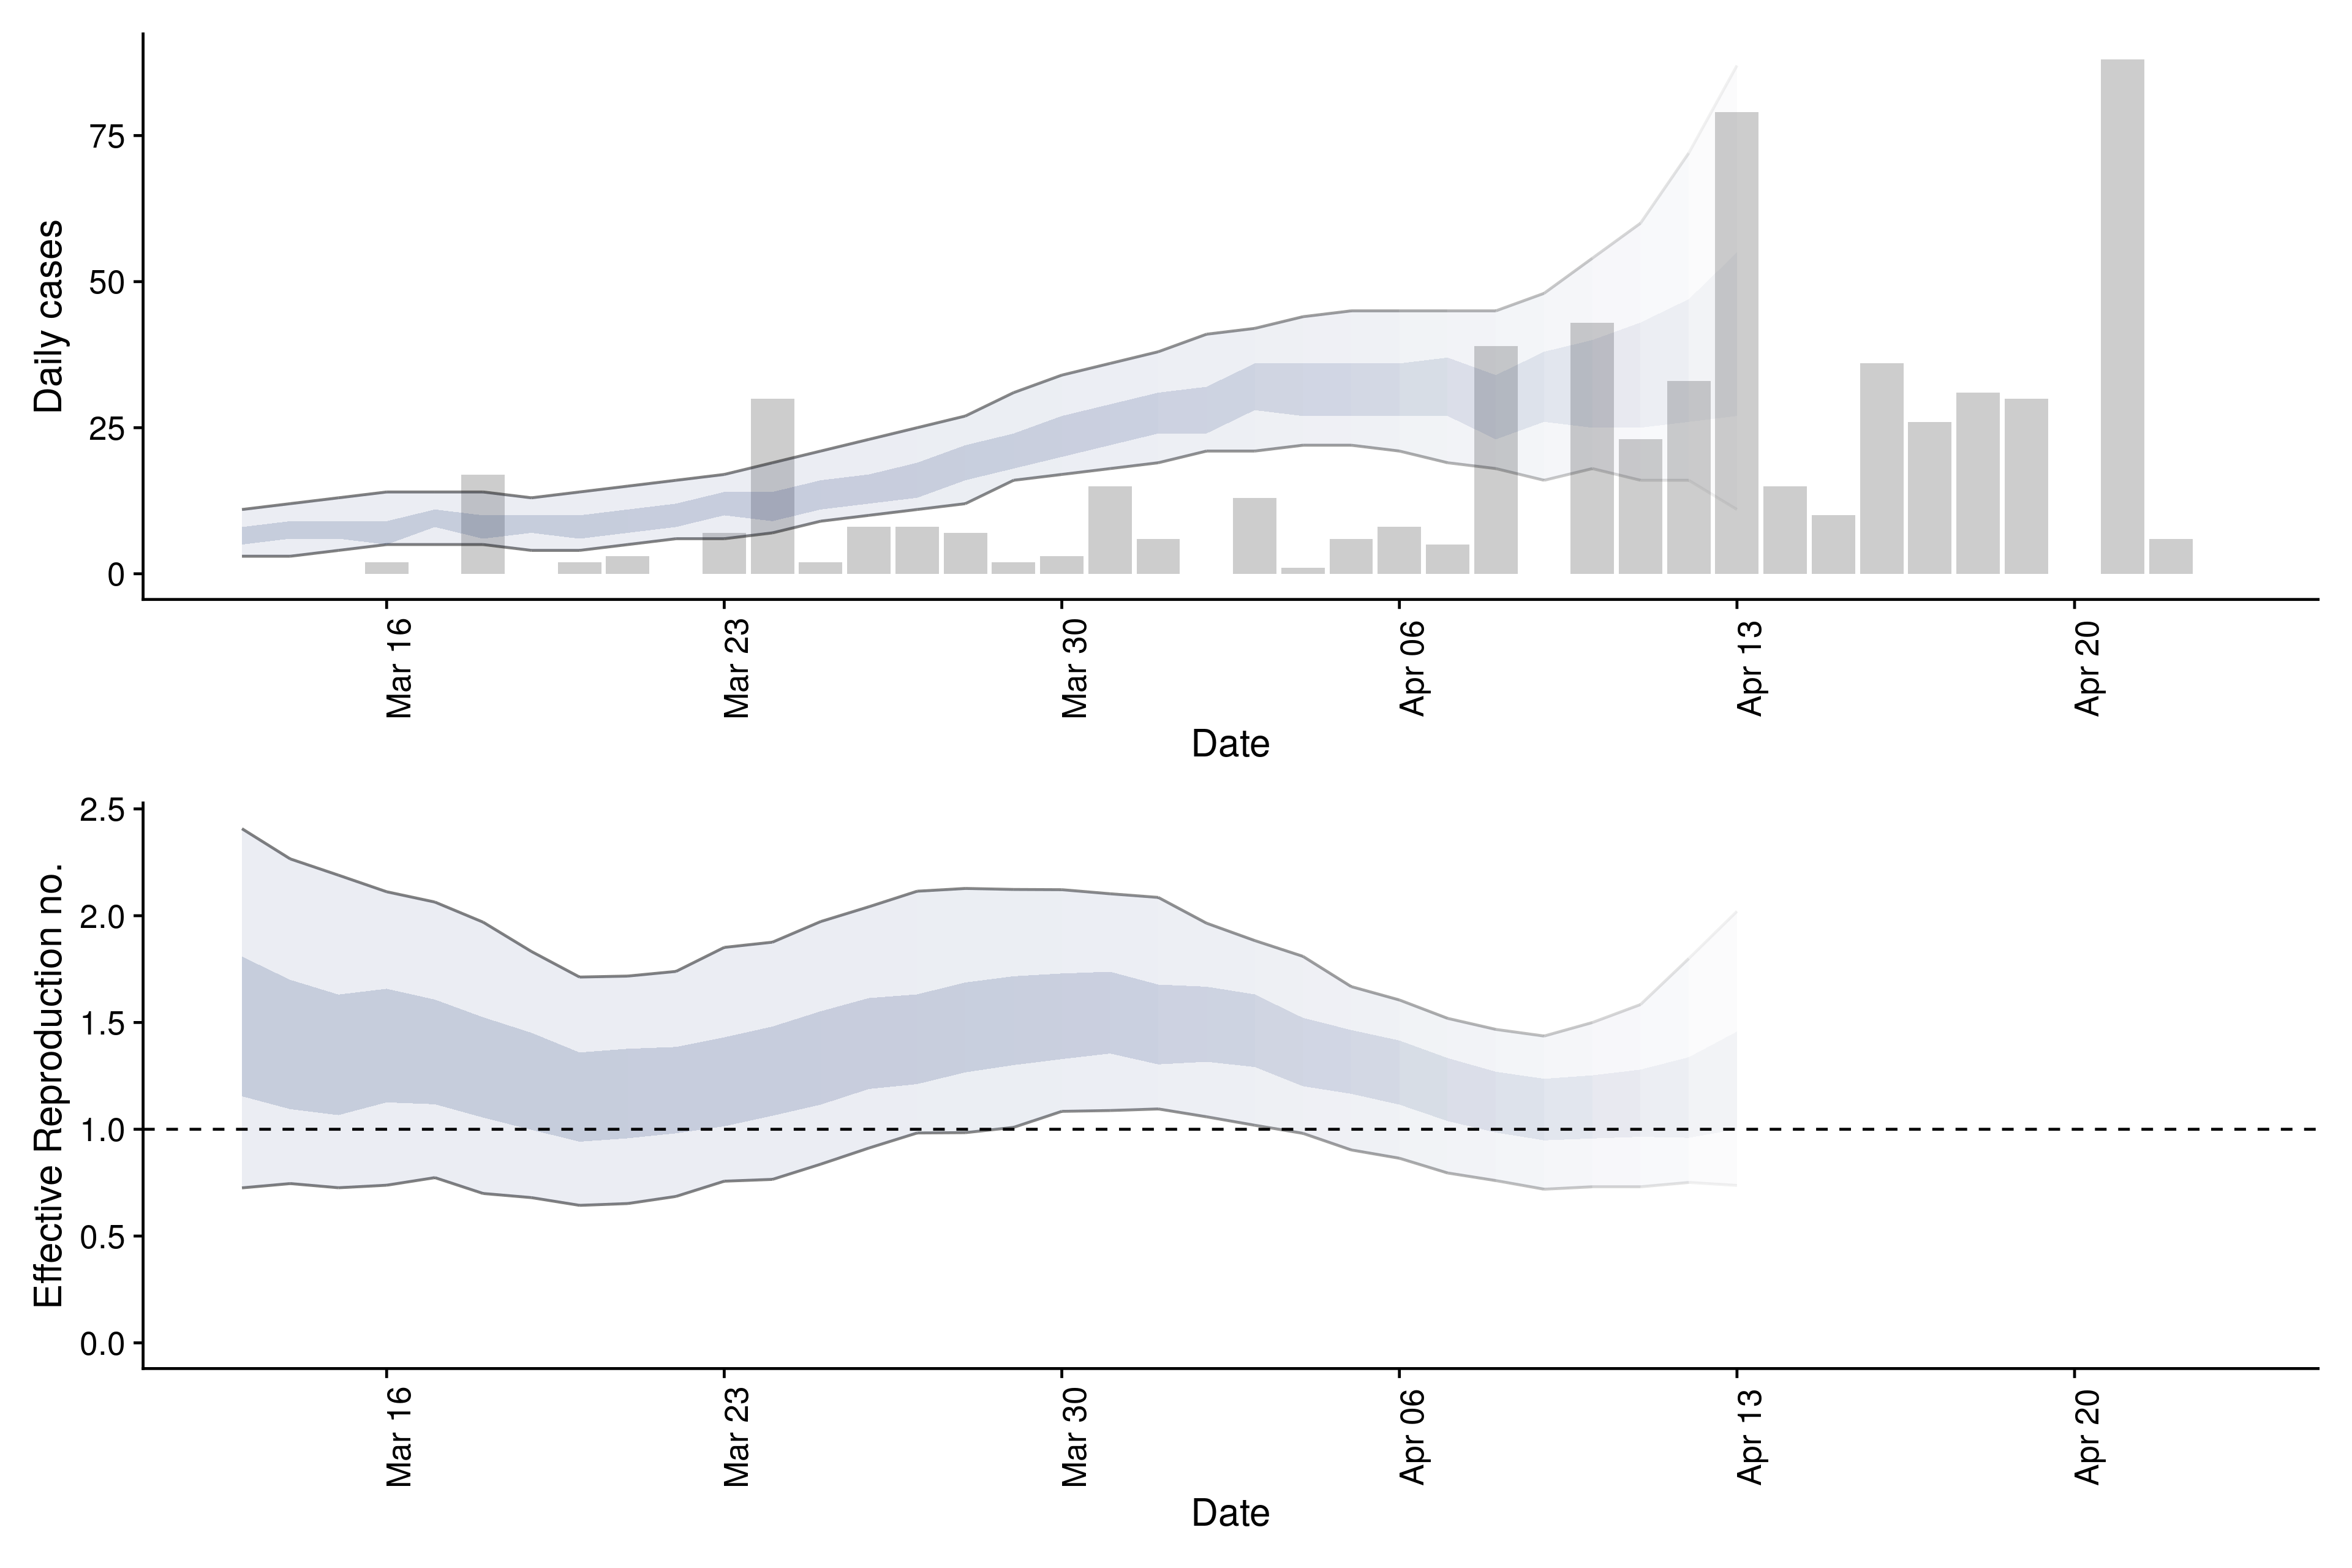 Daily cases
75
50
25
0
Mar 16
Mar 23
Mar 30
Apr 06
Apr 13
Apr 20
Date
Effective Reproduction no.
2.5
2.0
1.5
1.0
0.5
0.0
Mar 16
Mar 23
Mar 30
Apr 06
Apr 13
Apr 20
Date